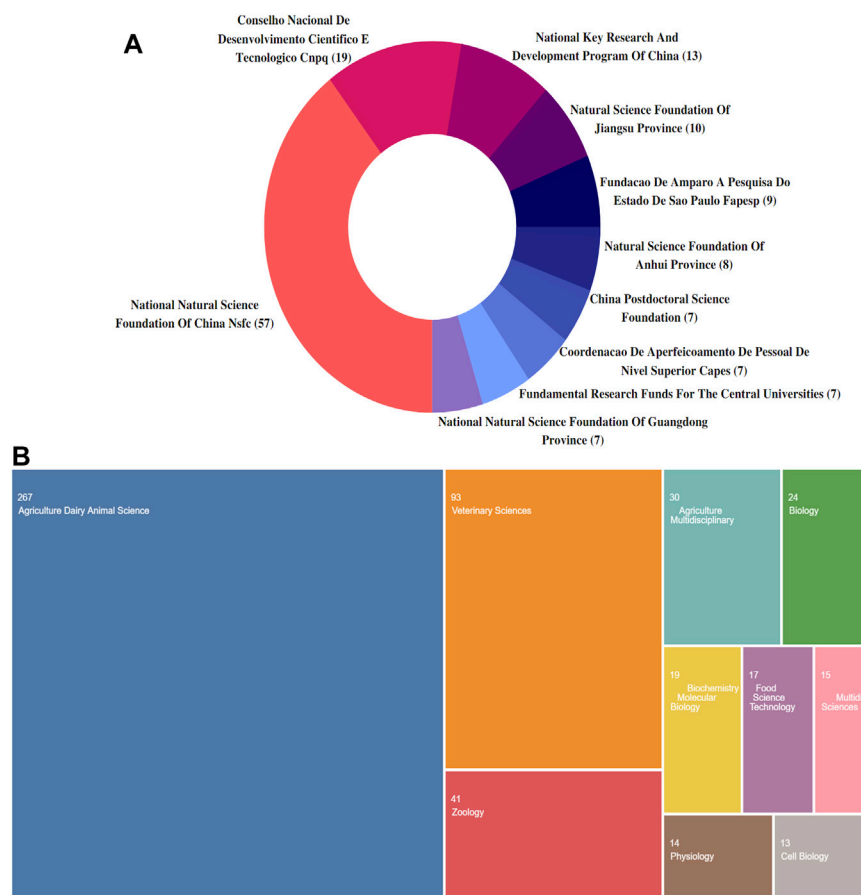 A
Conselho Nacional De
Desenvolvimento Cientifico E
Tecnologico Cnpq (19)
National Key Research And
Development Program Of China (13)
Natural Science Foundation Of
Jiangsu Province (10)
Fundacao De Amparo A Pesquisa Do
Estado De Sao Paulo Fapesp (9)
Natural Science Foundation Of
Anhui Province (8)
China Postdoctoral Science
Foundation (7)
National Natural Science
Foundation Of China Nsfc (57)
Coordenacao De Aperfeicoamento De Pessoal De
Nivel Superior Capes (7)
Fundamental Research Funds For The Central Universities (7)
National Natural Science Foundation Of Guangdong
Province (7)
B
267
Agriculture Dairy Animal Science
93
Veterinary Sciences
30
Agriculture
Multidisciplinary
24
Biology
19
Biochemistry
Molecular
Biology
17
Food
Science
Technology
15
Multidi
Sciences
41
Zoology
14
Physiology
13
Cell Biology